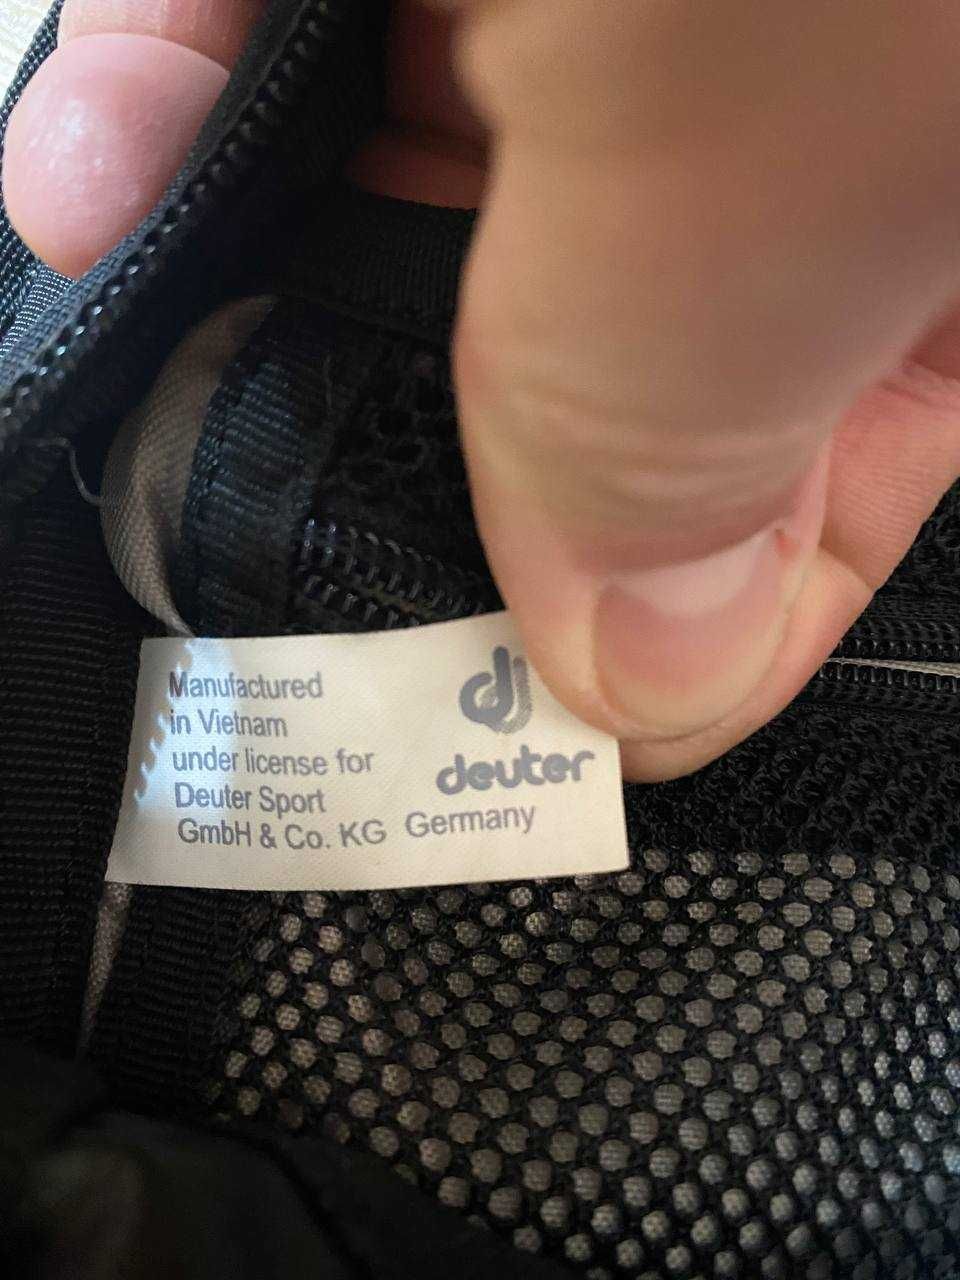 Manufactured
in Vietnam
under license for
Deuter Sport
GmbH & Co. KG Germany
deuter